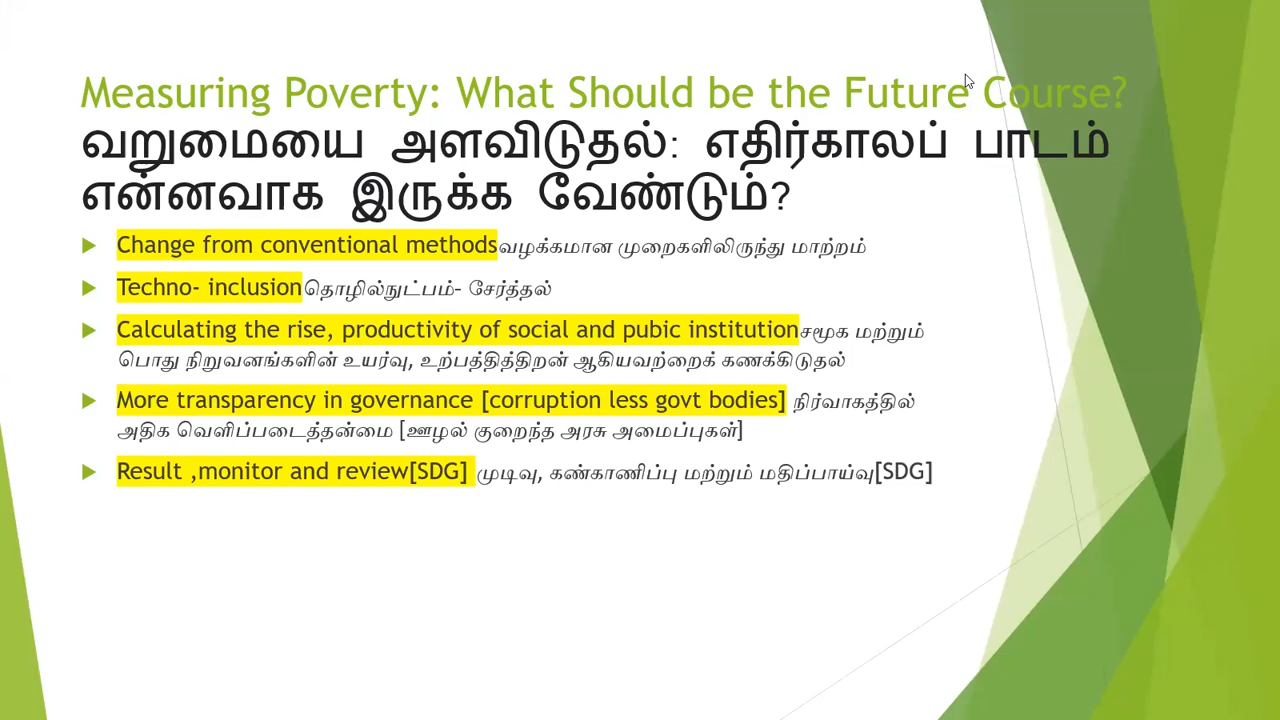 Measuring Poverty: What Should be the Future Course?
வறுமையை அளவிடுதல்: எதிர்காலப் பாடம்
என்னவாக இருக்க வேண்டும்?
Change from conventional methodsவழக்கமான முறைகளிலிருந்து மாற்றம்
Techno- inclusionதொழில்நுட்பம்- சேர்த்தல்
Calculating the rise, productivity of social and pubic institutionசமூக மற்றும்
பொது நிறுவனங்களின் உயர்வு, உற்பத்தித்திறன் ஆகியவற்றைக் கணக்கிடுதல்
More transparency in governance [corruption less govt bodies] நிர்வாகத்தில்
அதிக வெளிப்படைத்தன்மை [ஊழல் குறைந்த அரசு அமைப்புகள்]
Result ,monitor and review[SDG] முடிவு, கண்காணிப்பு மற்றும் மதிப்பாய்வு[SDG]